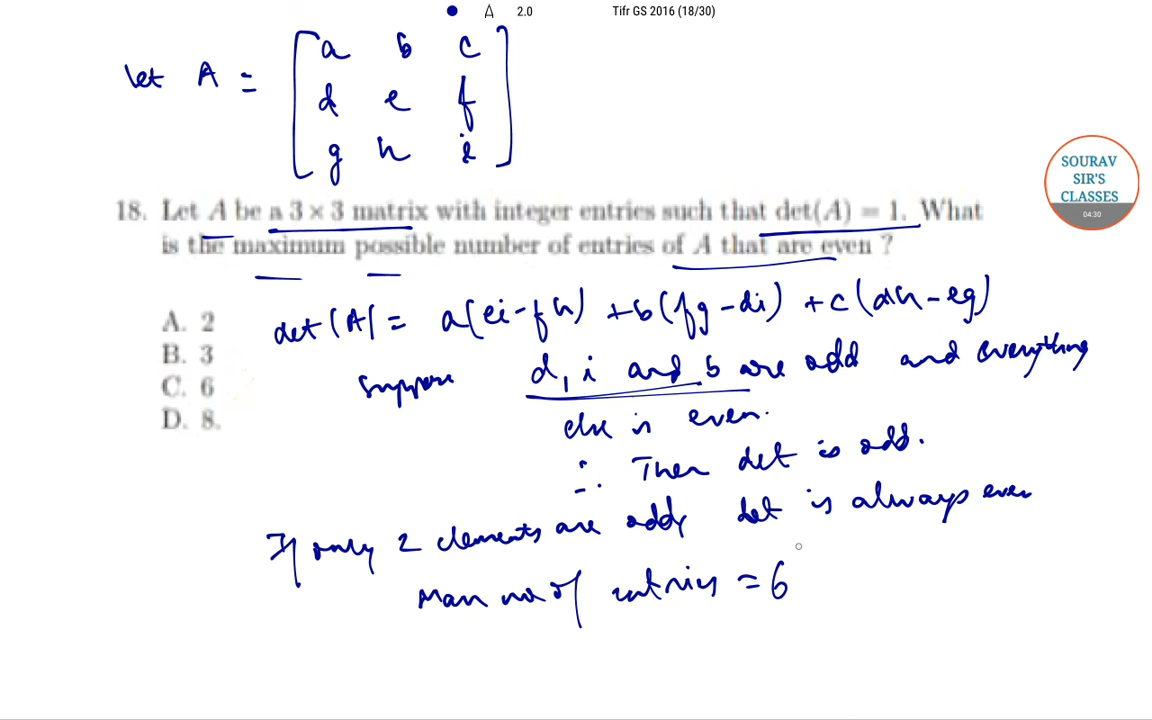 A 2.0 Tifr GS 2016 (18/30)
let A = [a b c
d e f
g h i]
SOURAV
SIR'S
CLASSES
04:30
18. Let A be a 3 × 3 matrix with integer entries such that det(A) = 1. What
is the maximum possible number of entries of A that are even ?
A. 2
B. 3
C. 6
D. 8.
det |A| = a(ei - fh) + b(fg - di) + c(dh - eg)
suppose d, i and b are odd and everything
else is even.
∴ Then det is odd.
If only 2 elements are odd, det is always even
Max no of entries = 6